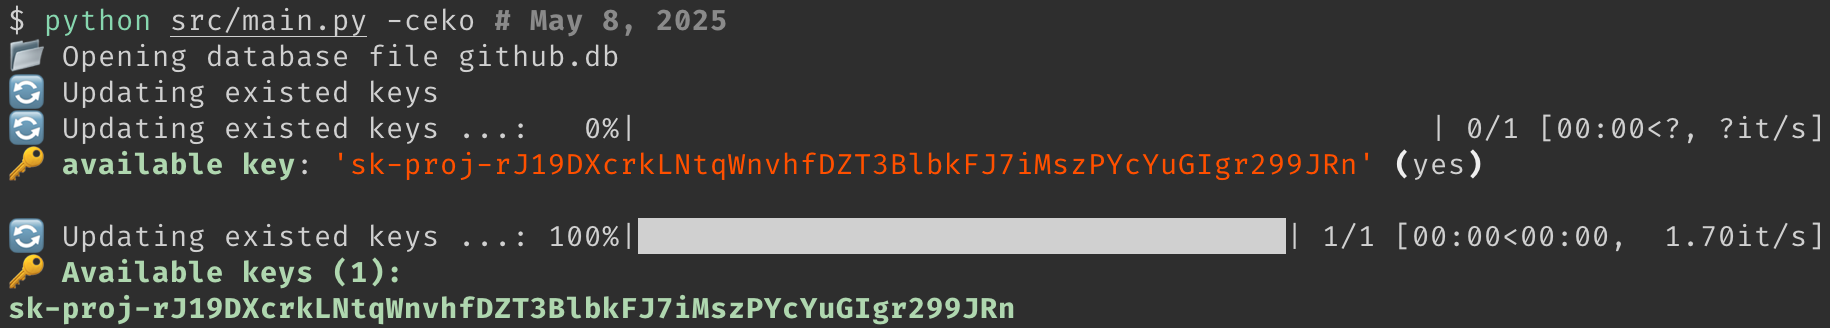 $ python src/main.py -ceko # May 8, 2025
📂 Opening database file github.db
🔄 Updating existed keys
🔄 Updating existed keys ...:   0%| | 0/1 [00:00<?, ?it/s]
🔑 available key: 'sk-proj-rJ19DXcrkLNtqWnvhfDZT3BlbkFJ7iMszPYcYuGIgr299JRn' (yes)
🔄 Updating existed keys ...: 100%|█| 1/1 [00:00<00:00,  1.70it/s]
🔑 Available keys (1):
sk-proj-rJ19DXcrkLNtqWnvhfDZT3BlbkFJ7iMszPYcYuGIgr299JRn